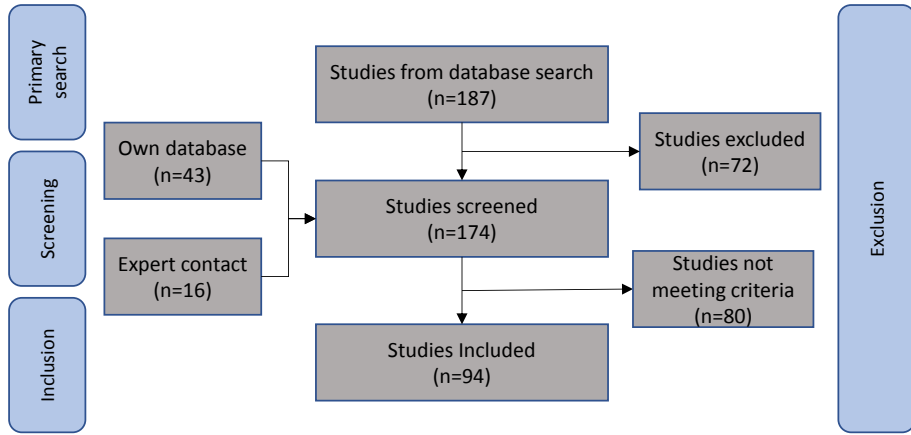 Primary
search
Studies from database search
(n=187)
Own database
(n=43)
Studies excluded
(n=72)
Screening
Studies screened
(n=174)
Expert contact
(n=16)
Studies not
meeting criteria
(n=80)
Inclusion
Studies Included
(n=94)
Exclusion